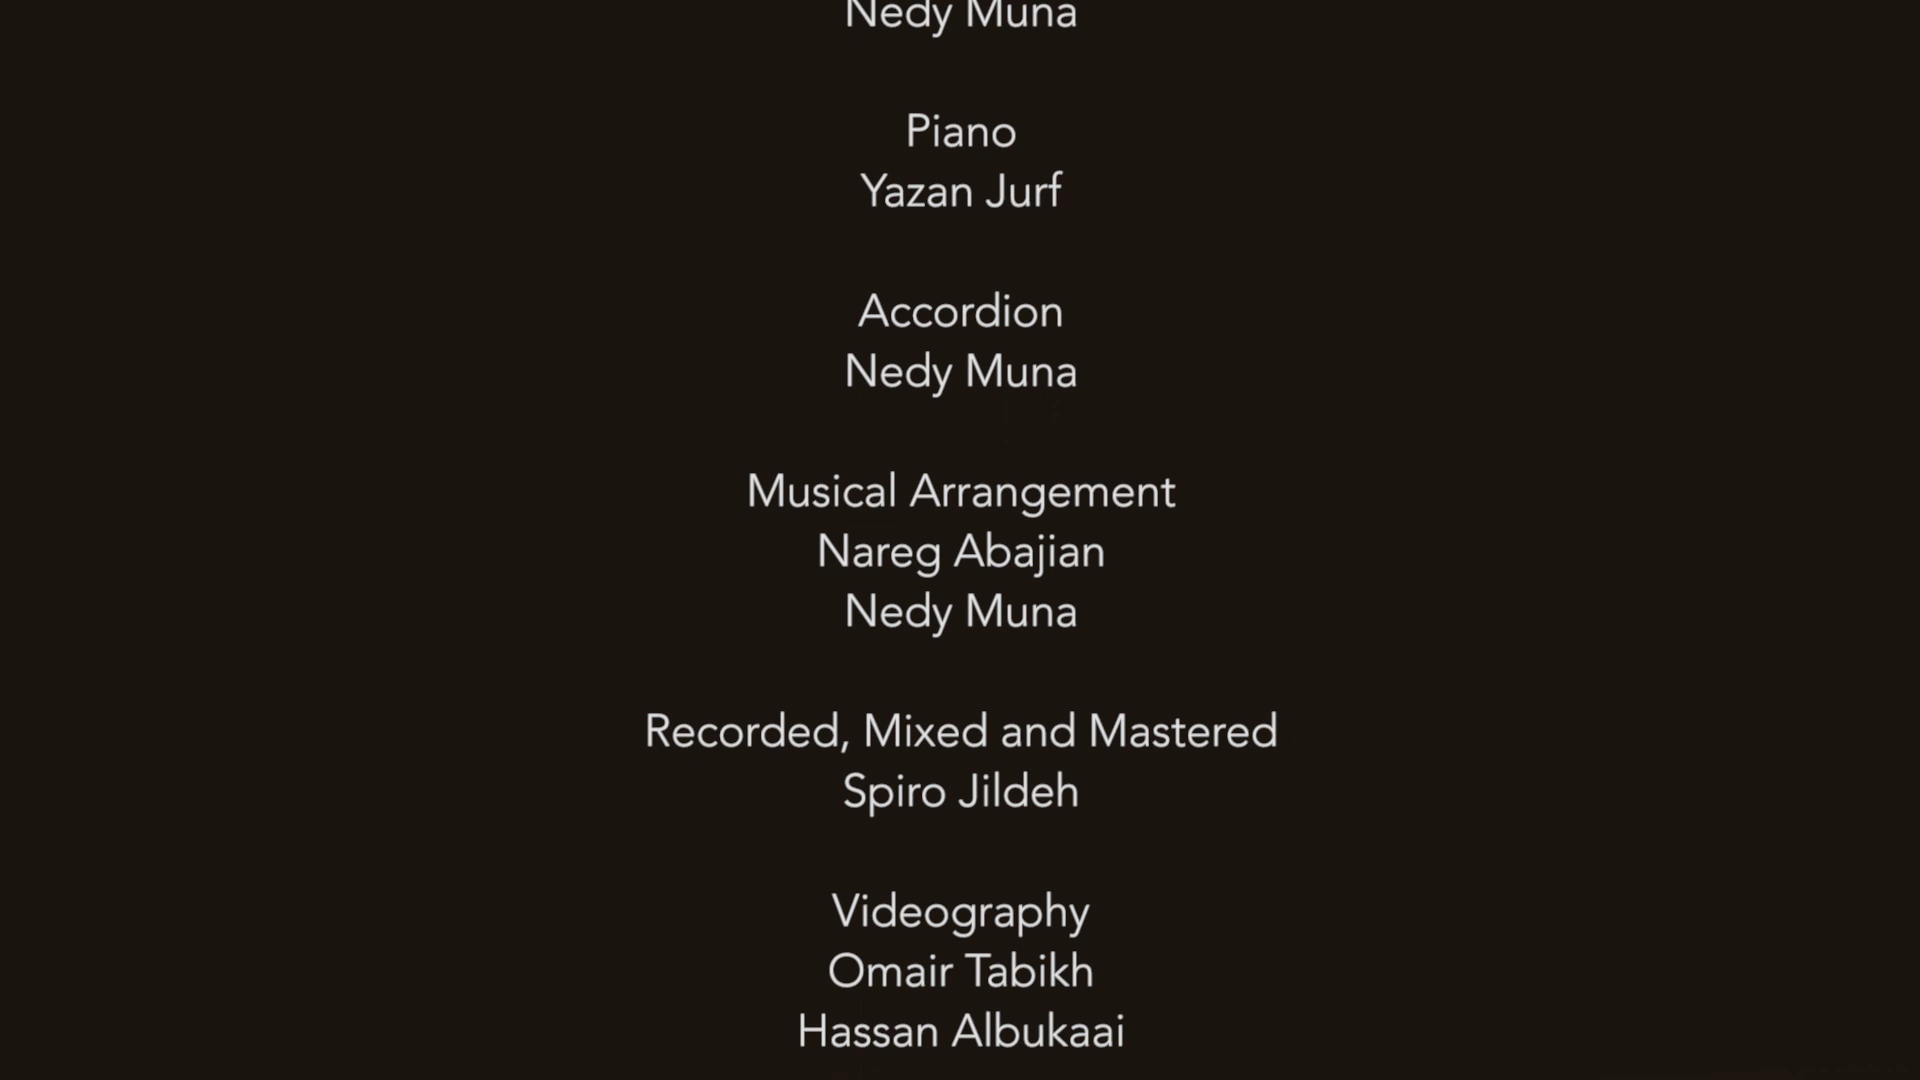 Nedy Muna
Piano
Yazan Jurf
Accordion
Nedy Muna
Musical Arrangement
Nareg Abajian
Nedy Muna
Recorded, Mixed and Mastered
Spiro Jildeh
Videography
Omair Tabikh
Hassan Albukaai